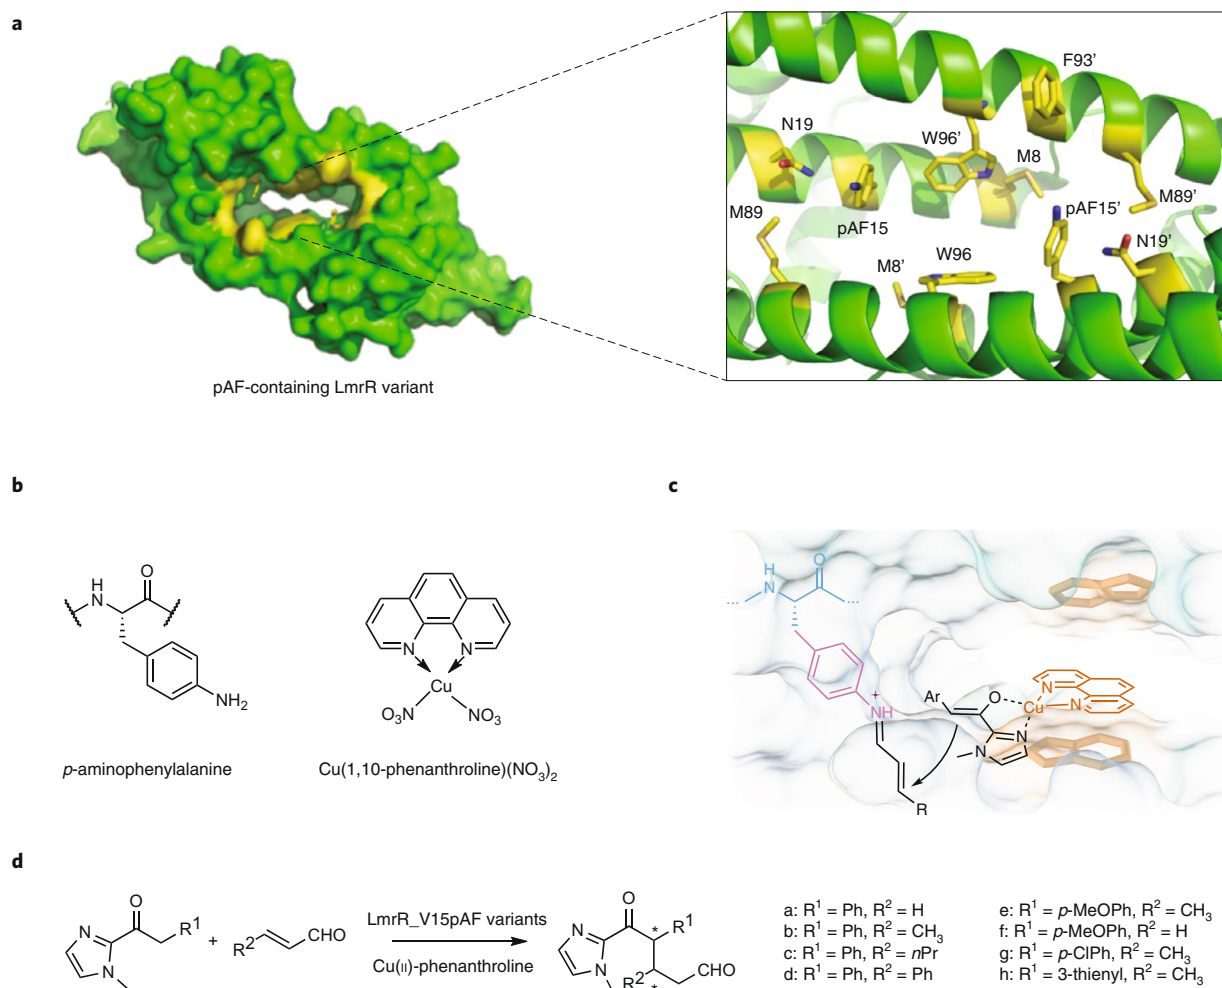 a
F93'
N19
W96'
M8
M89
pAF15
pAF15'
M89'
M8'
W96
N19'
pAF-containing LmrR variant
b
c
H
N
O
NH₂
N
N
Cu
O₃N
NO₃
p-aminophenylalanine
Cu(1,10-phenanthroline)(NO₃)₂
H
N
O
...
...
+
NH
Ar
O
Cu
N
N
N
N
R
d
O
N
N
R¹
+
R²
CHO
LmrR_V15pAF variants
Cu(II)-phenanthroline
O
N
N
R¹
*
R²
*
CHO
a: R¹ = Ph, R² = H
b: R¹ = Ph, R² = CH₃
c: R¹ = Ph, R² = nPr
d: R¹ = Ph, R² = Ph
e: R¹ = p-MeOPh, R² = CH₃
f: R¹ = p-MeOPh, R² = H
g: R¹ = p-ClPh, R² = CH₃
h: R¹ = 3-thienyl, R² = CH₃